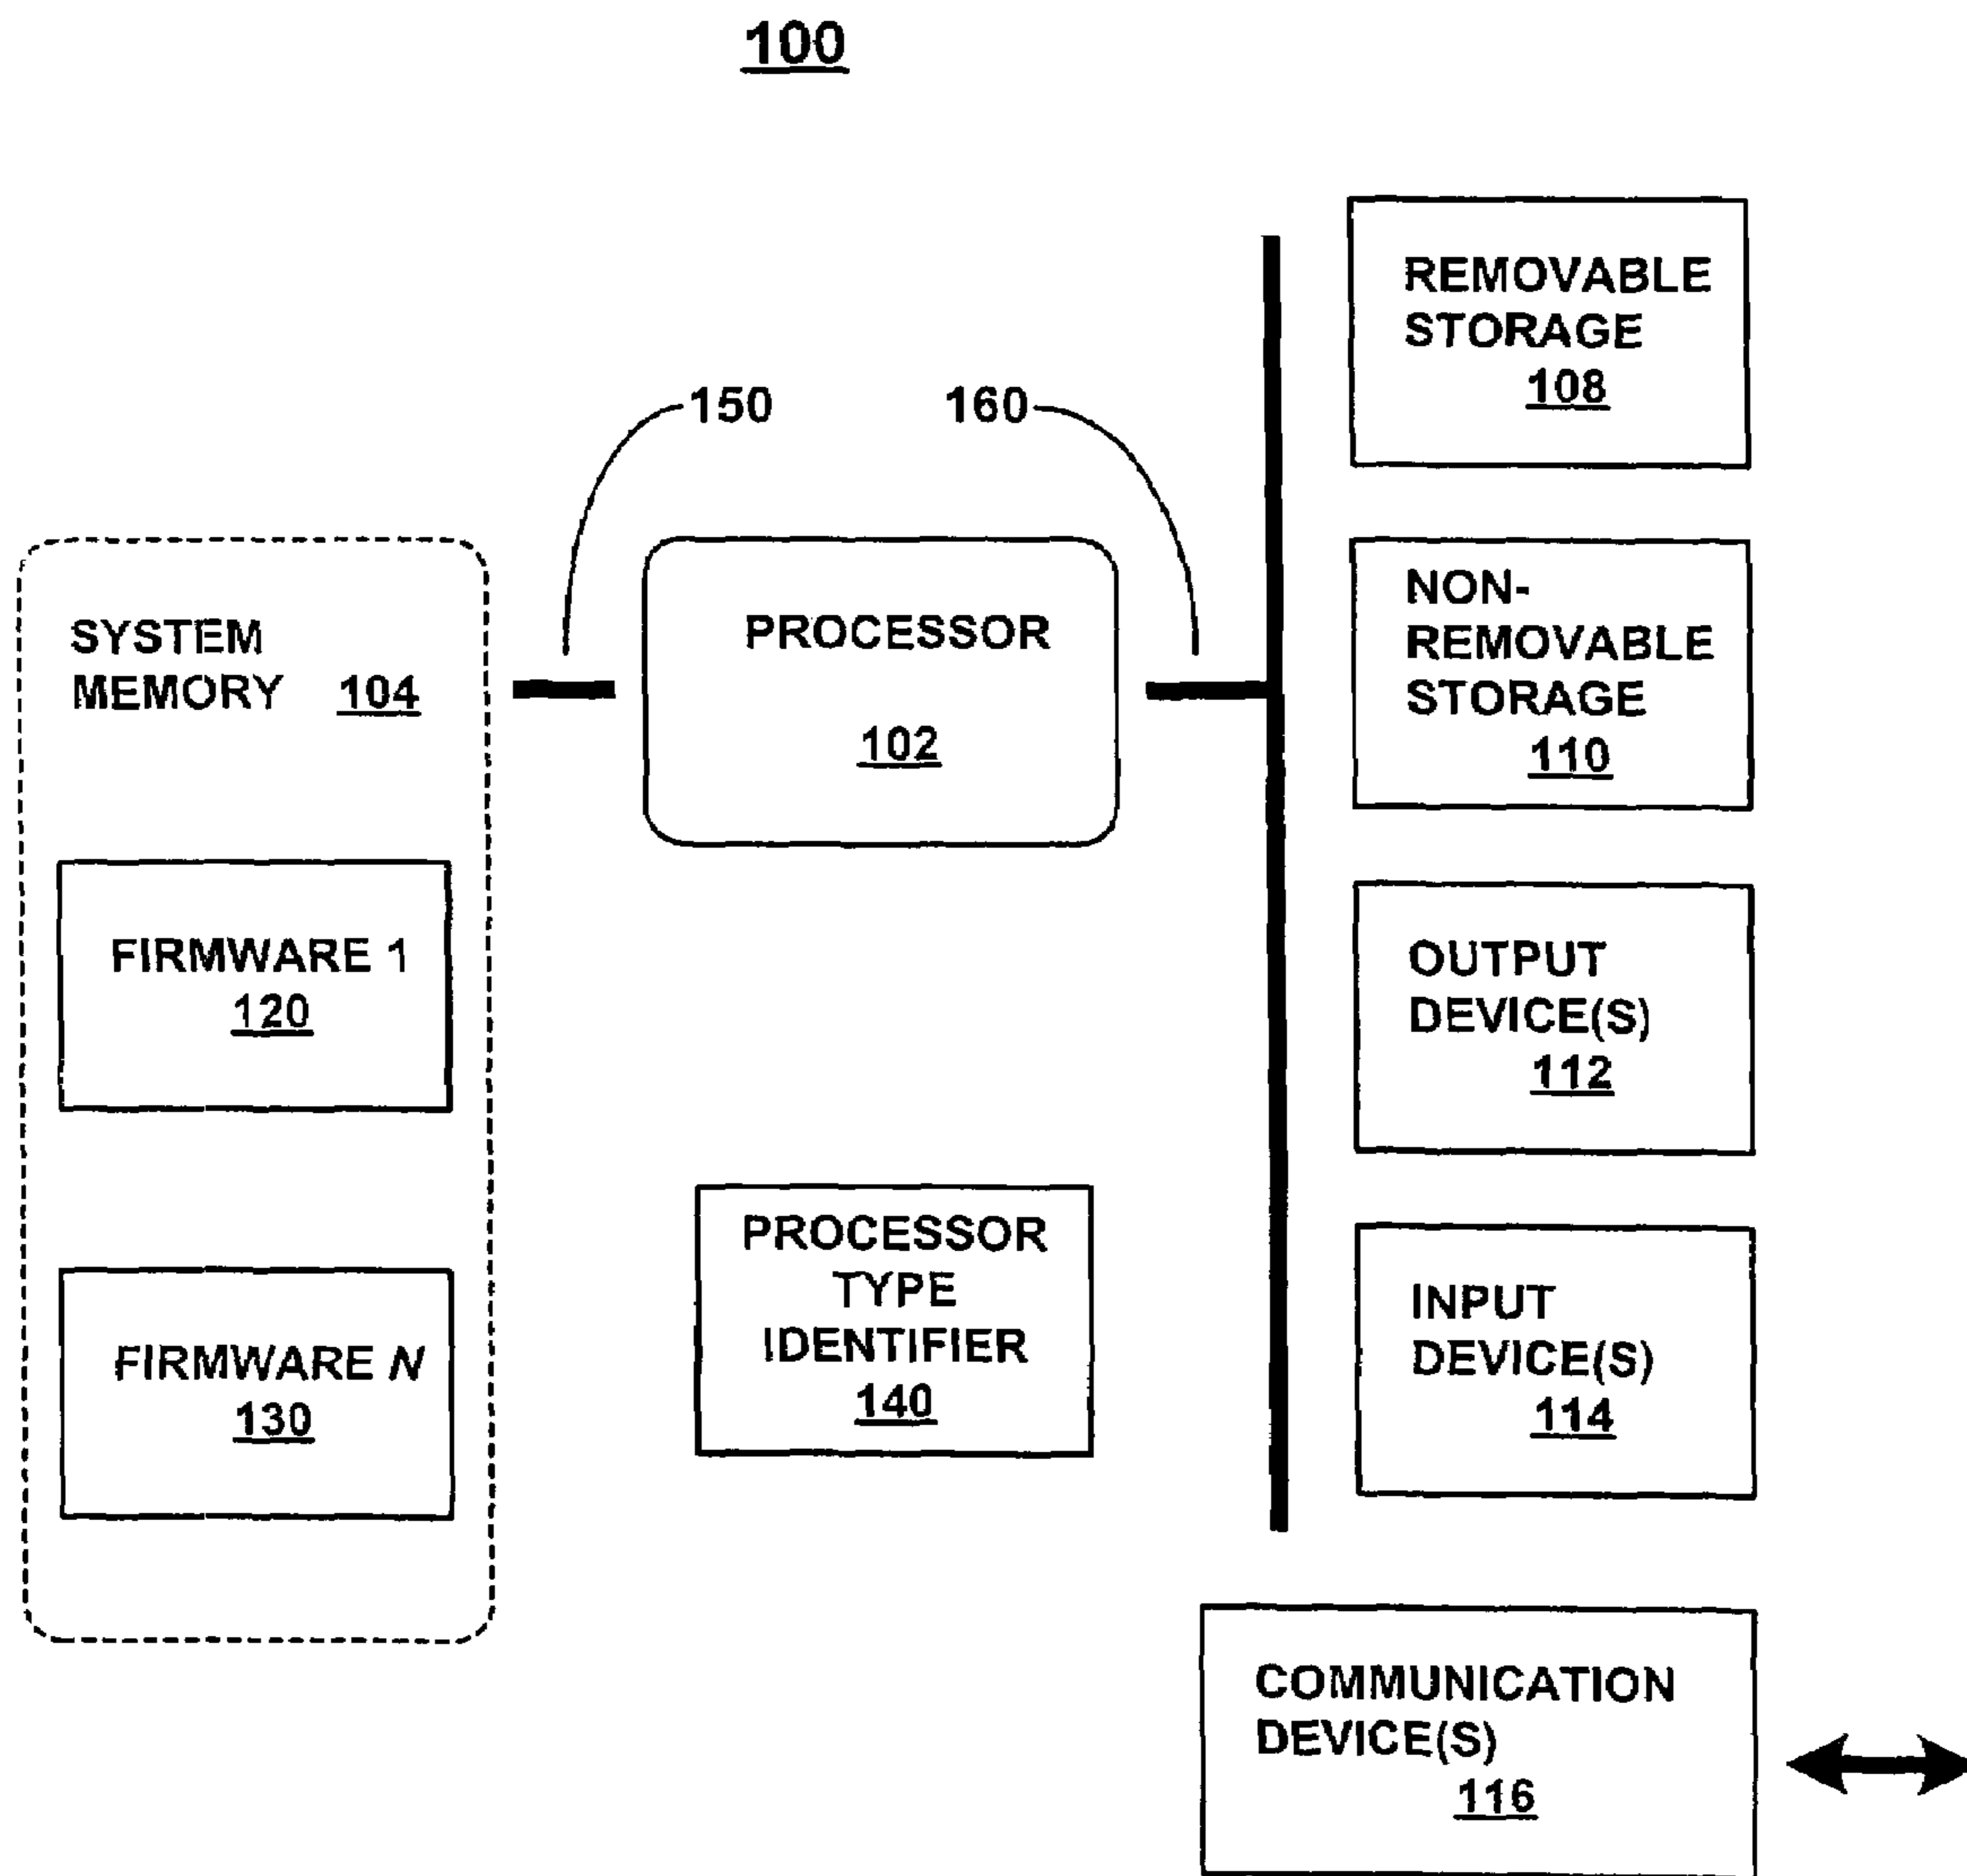 100
150
160
SYSTEM
MEMORY 104
FIRMWARE 1
120
FIRMWARE N
130
PROCESSOR
102
PROCESSOR
TYPE
IDENTIFIER
140
REMOVABLE
STORAGE
108
NON-
REMOVABLE
STORAGE
110
OUTPUT
DEVICE(S)
112
INPUT
DEVICE(S)
114
COMMUNICATION
DEVICE(S)
116